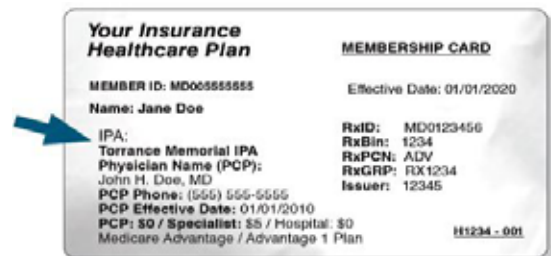 Your Insurance
Healthcare Plan
MEMBERSHIP CARD
MEMBER ID: MD005555555
Effective Date: 01/01/2020
Name: Jane Doe
IPA:
Torrance Memorial IPA
Physician Name (PCP):
John H. Doe, MD
PCP Phone: (555) 555-5555
PCP Effective Date: 01/01/2010
PCP: $0 / Specialist: $5 / Hospital: $0
Medicare Advantage / Advantage 1 Plan
RxID: MD0123456
RxBin: 1234
RxPCN: ADV
RxGRP: RX1234
Issuer: 12345
H1234 - 001